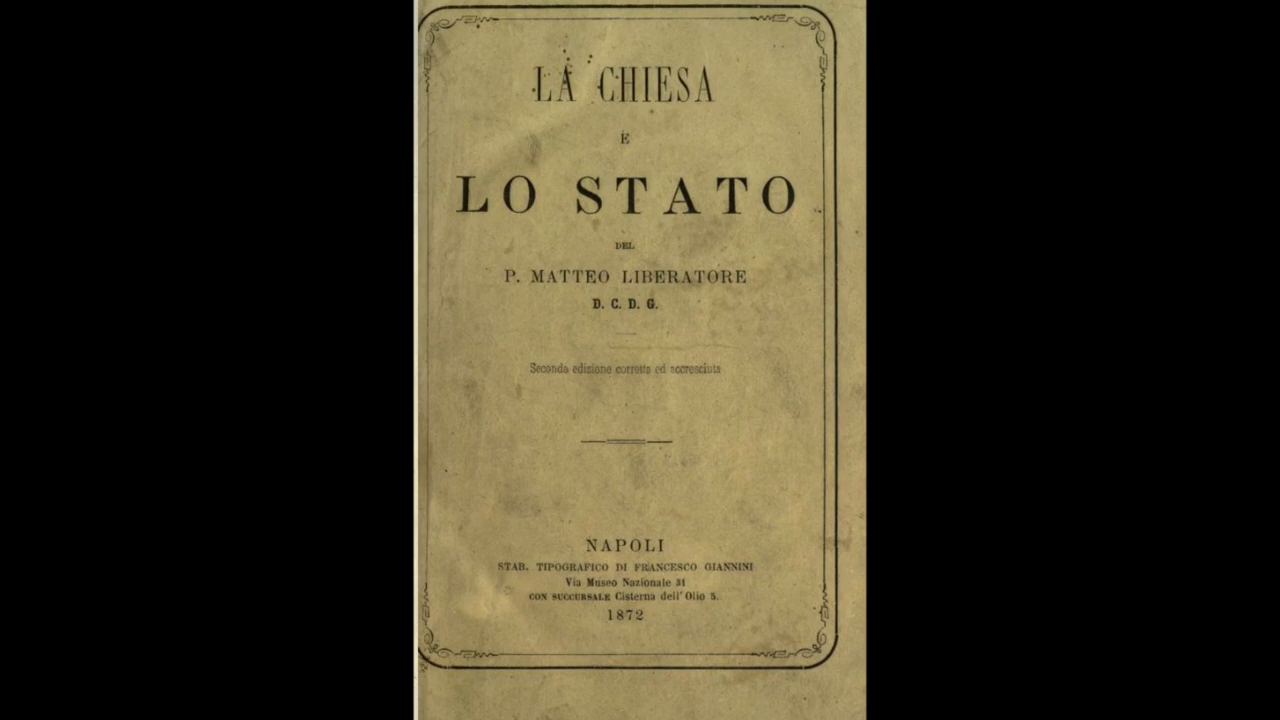 LA CHIESA
E
LO STATO
DEL
P. MATTEO LIBERATORE
D. C. D. G.
Seconda edizione corretta ed accresciuta
NAPOLI
STAB. TIPOGRAFICO DI FRANCESCO GIANNINI
Via Museo Nazionale 31
CON SUCCURSALE Cisterna dell' Olio 5.
1872